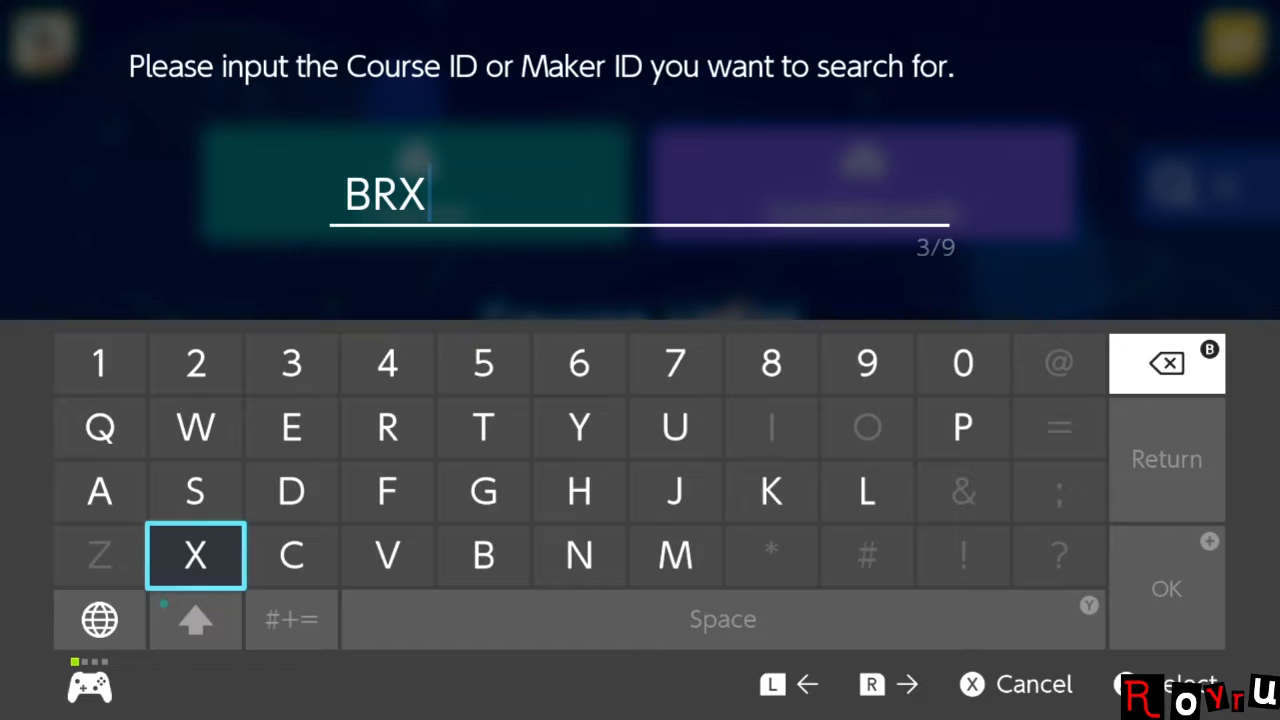 Please input the Course ID or Maker ID you want to search for.
BRX
3/9
1 2 3 4 5 6 7 8 9 0 @ B
Q W E R T Y U I O P =
Return
A S D F G H J K L & ;
Z X C V B N M * # ! ? +
OK
#+= Space Y
L ← R → X Cancel
Royru